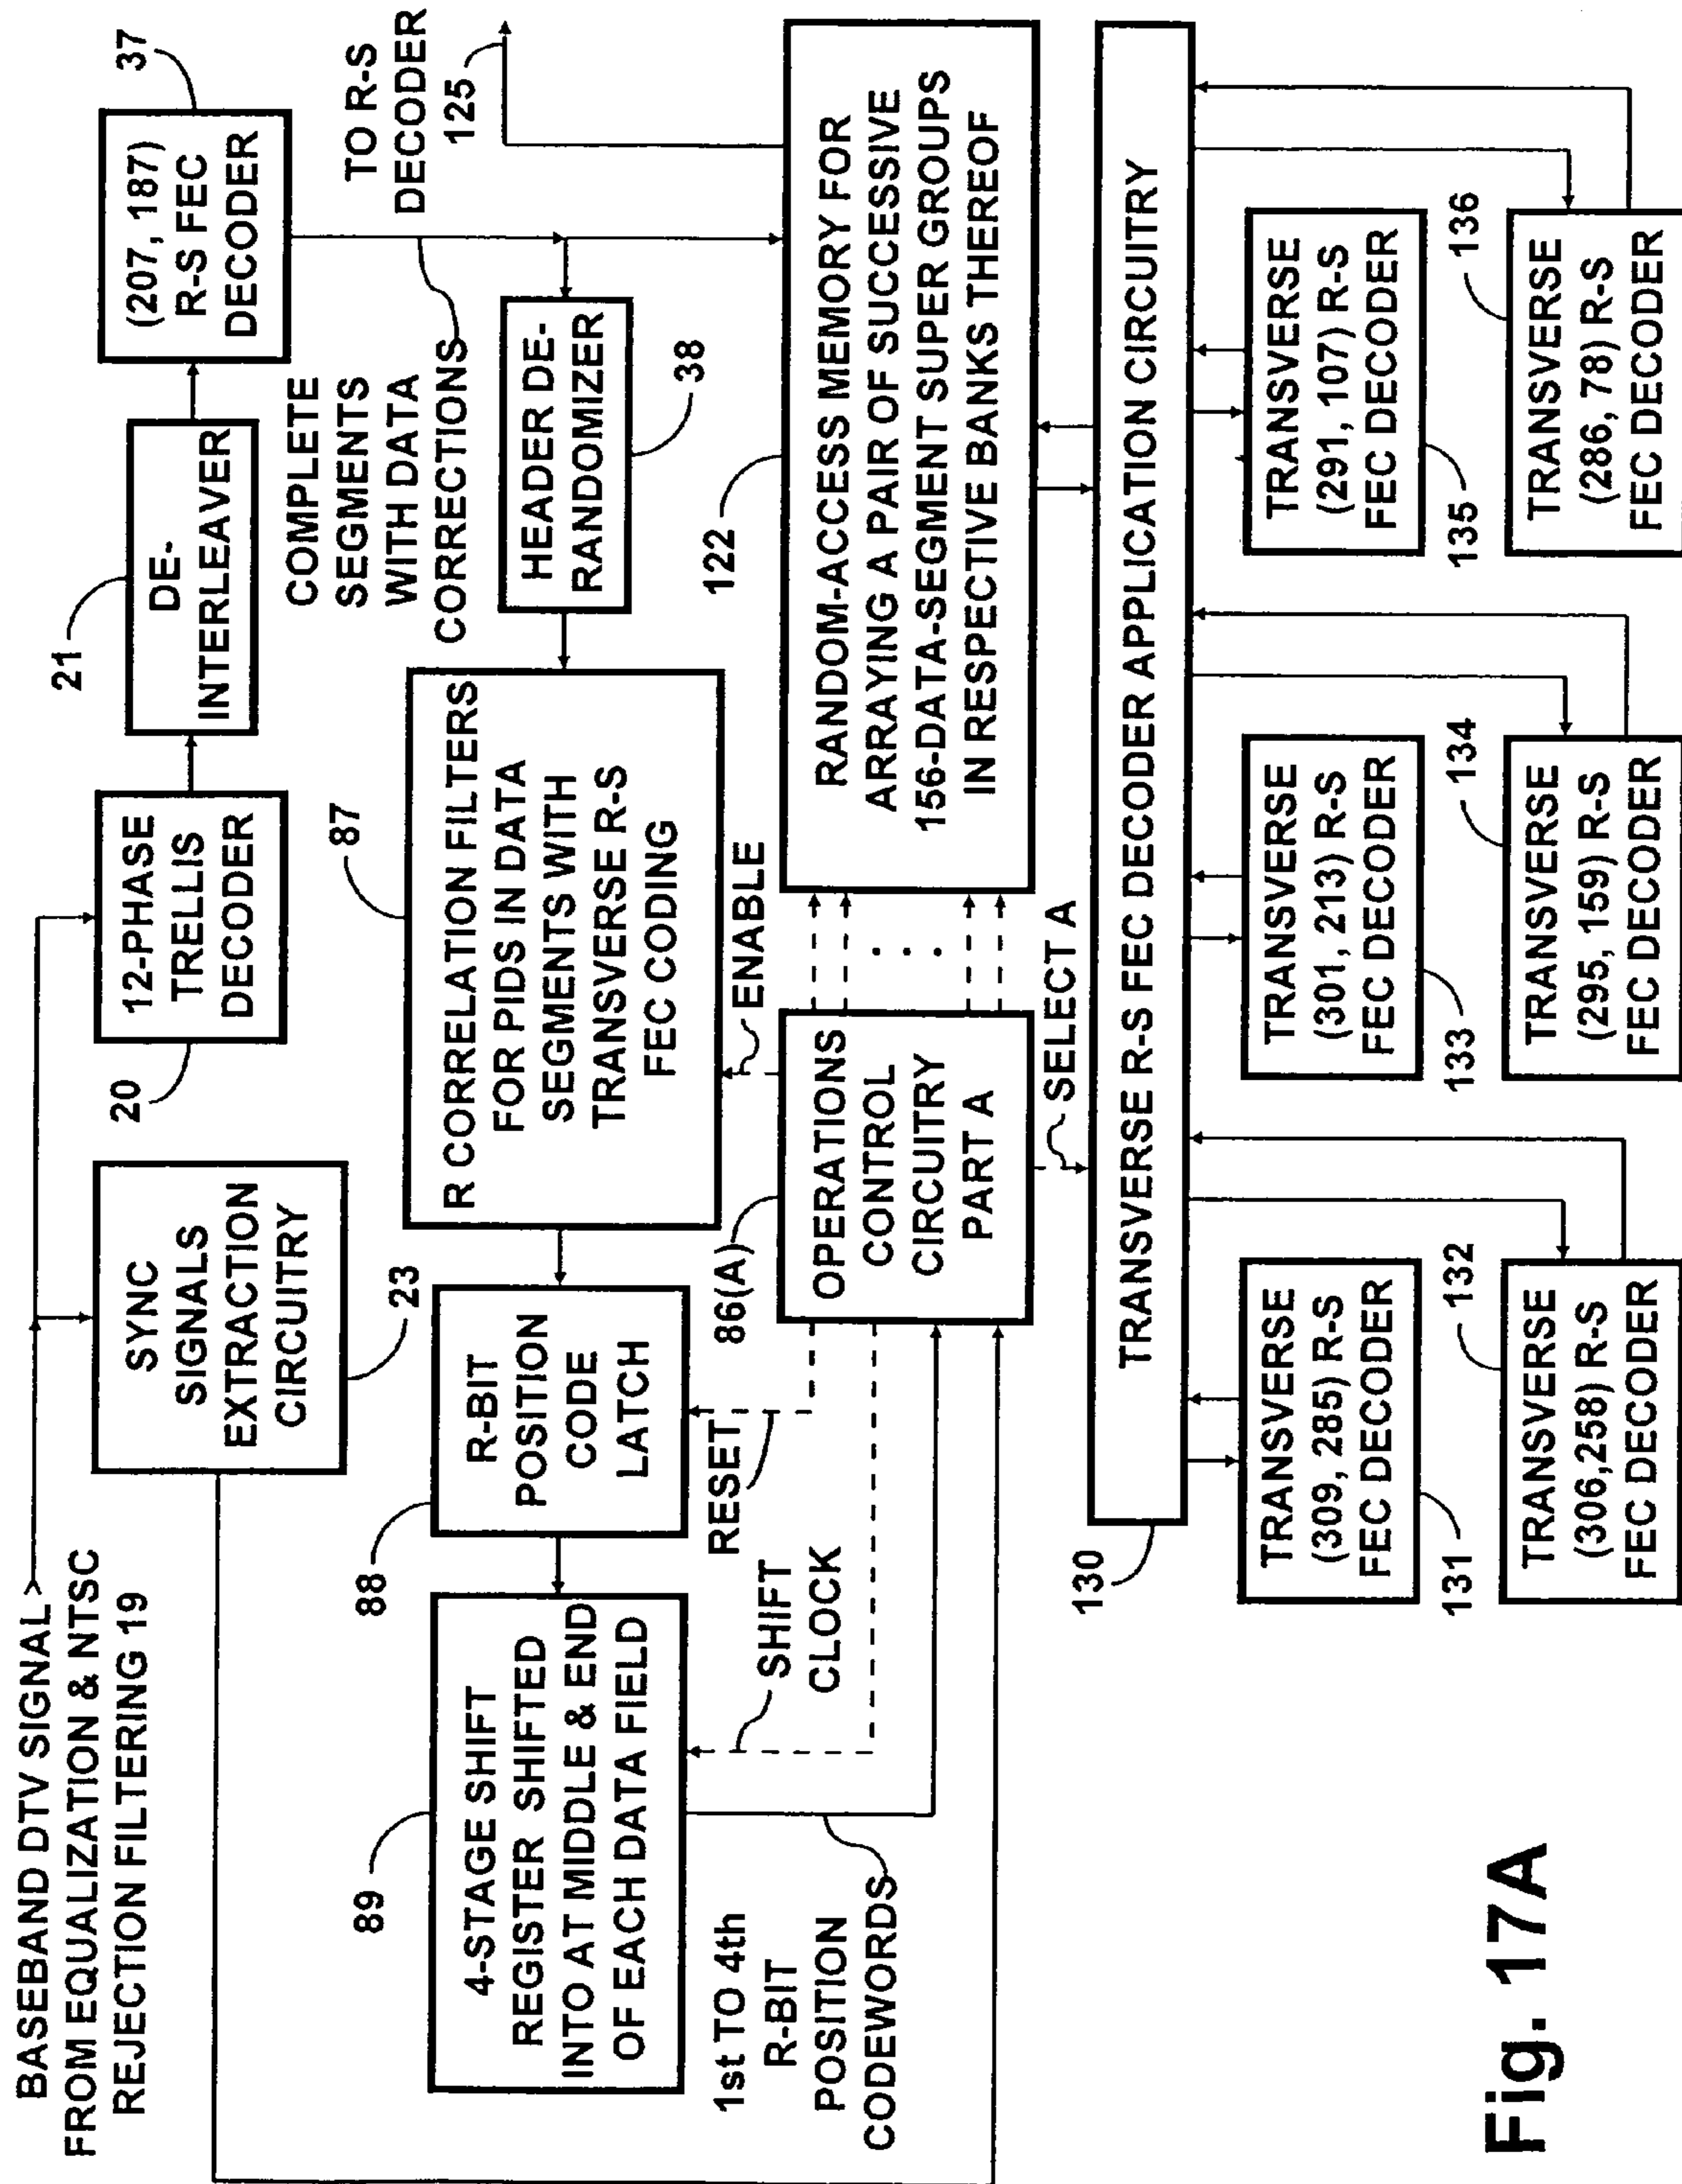 BASEBAND DTV SIGNAL >
FROM EQUALIZATION & NTSC
REJECTION FILTERING 19
SYNC
SIGNALS
EXTRACTION
CIRCUITRY
23
12-PHASE
TRELLIS
DECODER
20
DE-
INTERLEAVER
21
(207, 187)
R-S FEC
DECODER
37
TO R-S
DECODER
125
COMPLETE
SEGMENTS
WITH DATA
CORRECTIONS
HEADER DE-
RANDOMIZER
38
R CORRELATION FILTERS
FOR PIDS IN DATA
SEGMENTS WITH
TRANSVERSE R-S
FEC CODING
87
R-BIT
POSITION
CODE
LATCH
88
4-STAGE SHIFT
REGISTER SHIFTED
INTO AT MIDDLE & END
OF EACH DATA FIELD
89
1st TO 4th
R-BIT
POSITION
CODEWORDS
SHIFT
CLOCK
RESET
ENABLE
86(A)
OPERATIONS
CONTROL
CIRCUITRY
PART A
SELECT A
122
RANDOM-ACCESS MEMORY FOR
ARRAYING A PAIR OF SUCCESSIVE
156-DATA-SEGMENT SUPER GROUPS
IN RESPECTIVE BANKS THEREOF
130
TRANSVERSE R-S FEC DECODER APPLICATION CIRCUITRY
TRANSVERSE
(309, 285) R-S
FEC DECODER
131
TRANSVERSE
(306,258) R-S
FEC DECODER
132
TRANSVERSE
(301, 213) R-S
FEC DECODER
133
TRANSVERSE
(295, 159) R-S
FEC DECODER
134
TRANSVERSE
(291, 107) R-S
FEC DECODER
135
TRANSVERSE
(286, 78) R-S
FEC DECODER
136
Fig. 17A